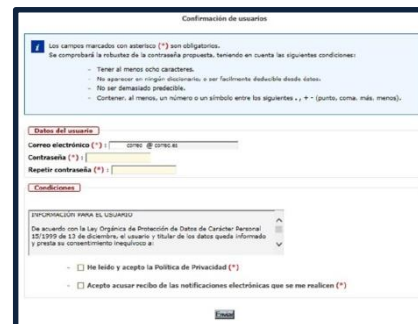 Confirmación de usuarios
i
Los campos marcados con asterisco (*) son obligatorios.
Se comprobará la robustez de la contraseña propuesta, teniendo en cuenta las siguientes condiciones:
- Tener al menos ocho caracteres.
- No aparecer en ningún diccionario, o ser facilmente deducible desde datos.
- No ser demasiado predecible.
- Contener, al menos, un número o un símbolo entre los siguientes . , + - (punto, coma, más, menos).
Datos del usuario
Correo electrónico (*) : correo @ correo.es
Contraseña (*) :
Repetir contraseña (*) :
Condiciones
INFORMACIÓN PARA EL USUARIO
De acuerdo con la Ley Orgánica de Protección de Datos de Carácter Personal
15/1999 de 13 de diciembre, el usuario y titular de los datos queda informado
y presta su consentimiento inequívoco a:
- He leído y acepto la Política de Privacidad (*)
- Acepto acusar recibo de las notificaciones electrónicas que se me realicen (*)
Enviar